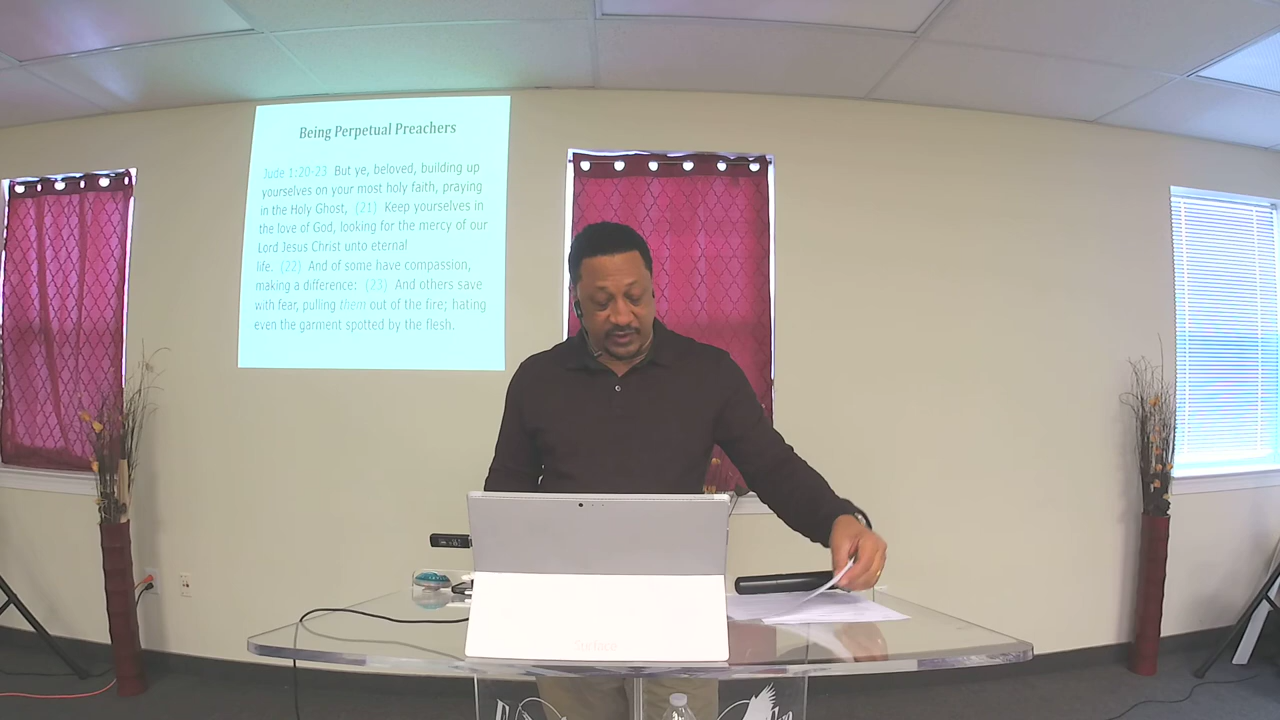 Being Perpetual Preachers
Jude 1:20-23 But ye, beloved, building up
yourselves on your most holy faith, praying
in the Holy Ghost, (21) Keep yourselves in
the love of God, looking for the mercy of our
Lord Jesus Christ unto eternal
life. (22) And of some have compassion,
making a difference: (23) And others save
with fear, pulling them out of the fire; hating
even the garment spotted by the flesh.
Surface